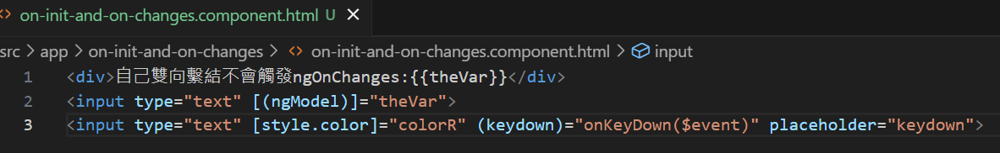 on-init-and-on-changes.component.html U
src > app > on-init-and-on-changes > on-init-and-on-changes.component.html > input
1 <div>自己雙向繫結不會觸發ngOnChanges:{{theVar}}</div>
2 <input type="text" [(ngModel)]="theVar">
3 <input type="text" [style.color]="colorR" (keydown)="onKeyDown($event)" placeholder="keydown">